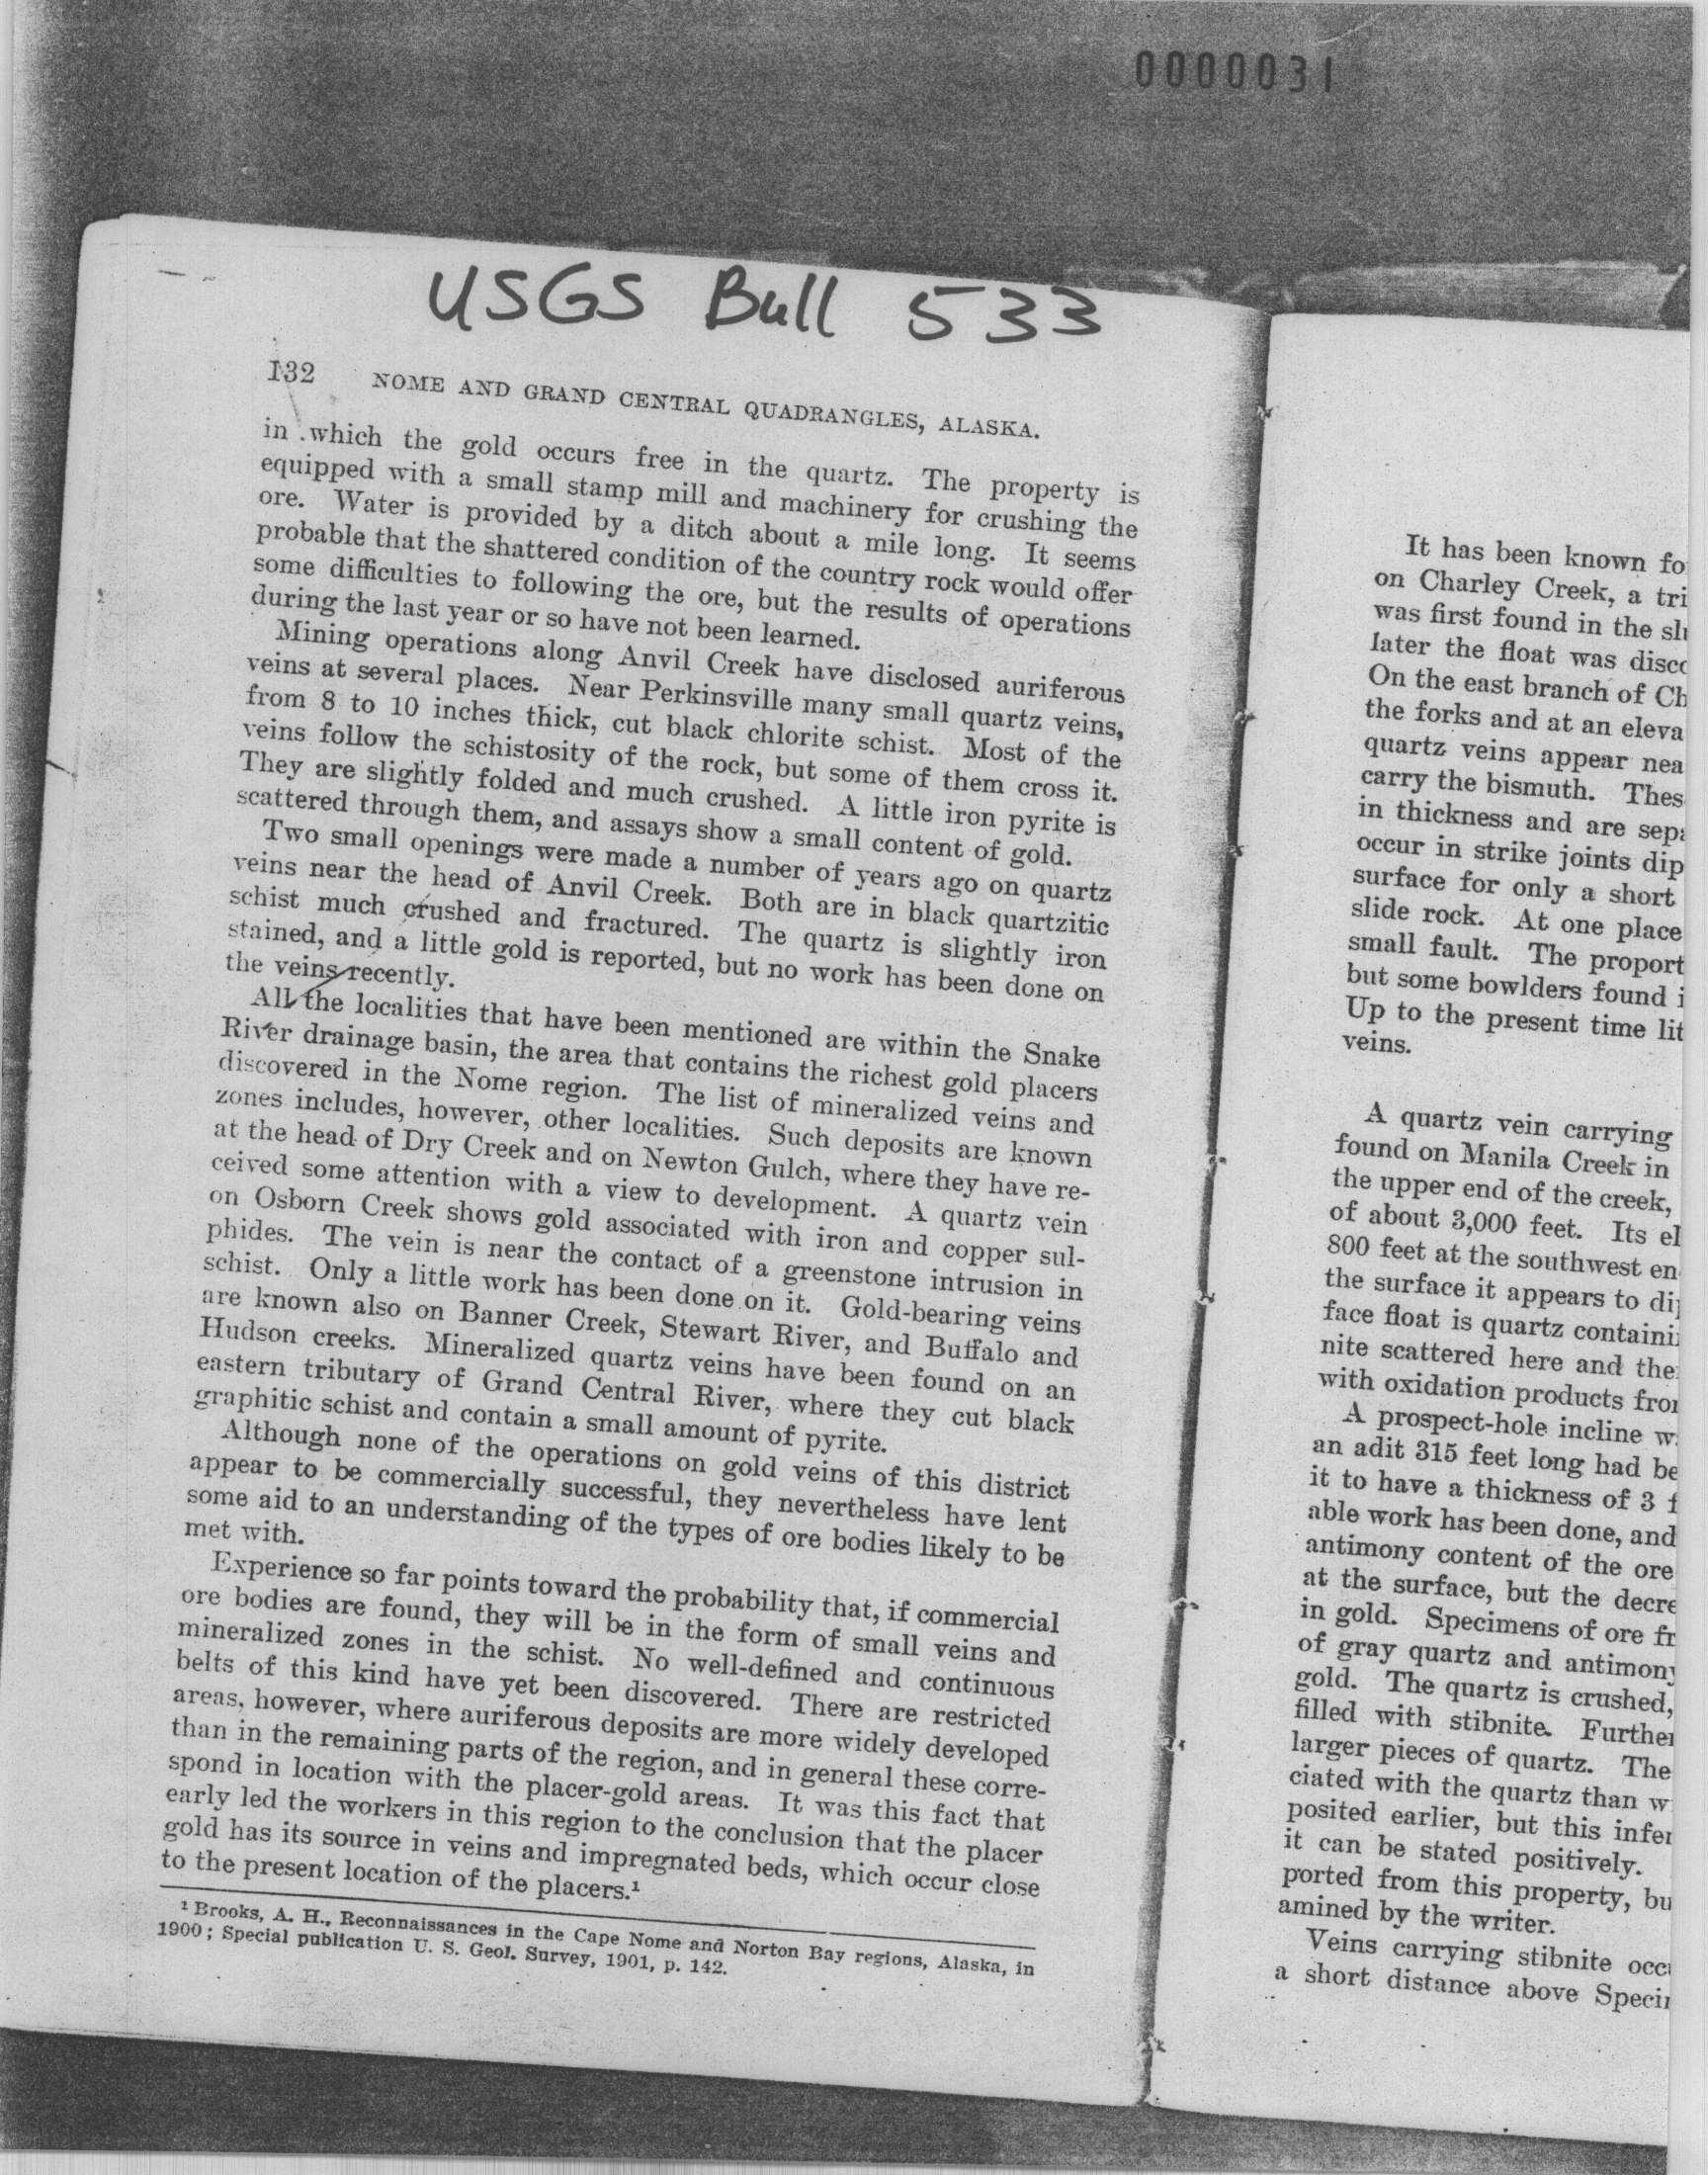 0000031
USGS Bull 533
132 NOME AND GRAND CENTRAL QUADRANGLES, ALASKA.
in which the gold occurs free in the quartz. The property is
equipped with a small stamp mill and machinery for crushing the
ore. Water is provided by a ditch about a mile long. It seems
probable that the shattered condition of the country rock would offer
some difficulties to following the ore, but the results of operations
during the last year or so have not been learned.
Mining operations along Anvil Creek have disclosed auriferous
veins at several places. Near Perkinsville many small quartz veins,
from 8 to 10 inches thick, cut black chlorite schist. Most of the
veins follow the schistosity of the rock, but some of them cross it.
They are slightly folded and much crushed. A little iron pyrite is
scattered through them, and assays show a small content of gold.
Two small openings were made a number of years ago on quartz
veins near the head of Anvil Creek. Both are in black quartzitic
schist much crushed and fractured. The quartz is slightly iron
stained, and a little gold is reported, but no work has been done on
the veins recently.
All the localities that have been mentioned are within the Snake
River drainage basin, the area that contains the richest gold placers
discovered in the Nome region. The list of mineralized veins and
zones includes, however, other localities. Such deposits are known
at the head of Dry Creek and on Newton Gulch, where they have re-
ceived some attention with a view to development. A quartz vein
on Osborn Creek shows gold associated with iron and copper sul-
phides. The vein is near the contact of a greenstone intrusion in
schist. Only a little work has been done on it. Gold-bearing veins
are known also on Banner Creek, Stewart River, and Buffalo and
Hudson creeks. Mineralized quartz veins have been found on an
eastern tributary of Grand Central River, where they cut black
graphitic schist and contain a small amount of pyrite.
Although none of the operations on gold veins of this district
appear to be commercially successful, they nevertheless have lent
some aid to an understanding of the types of ore bodies likely to be
met with.
Experience so far points toward the probability that, if commercial
ore bodies are found, they will be in the form of small veins and
mineralized zones in the schist. No well-defined and continuous
belts of this kind have yet been discovered. There are restricted
areas, however, where auriferous deposits are more widely developed
than in the remaining parts of the region, and in general these corre-
spond in location with the placer-gold areas. It was this fact that
early led the workers in this region to the conclusion that the placer
gold has its source in veins and impregnated beds, which occur close
to the present location of the placers.¹
¹ Brooks, A. H., Reconnaissances in the Cape Nome and Norton Bay regions, Alaska, in
1900; Special publication U. S. Geol. Survey, 1901, p. 142.
It has been known fo
on Charley Creek, a tri
was first found in the
later the float was disco
On the east branch of Ch
the forks and at an eleva
quartz veins appear nea
carry the bismuth. Thes
in thickness and are sepa
occur in strike joints dip
surface for only a short
slide rock. At one place
small fault. The proport
but some bowlders found i
Up to the present time lit
veins.
A quartz vein carrying
found on Manila Creek in
the upper end of the creek,
of about 3,000 feet. Its el
800 feet at the southwest en
the surface it appears to di
face float is quartz containi
nite scattered here and the
with oxidation products from
A prospect-hole incline w
an adit 315 feet long had be
it to have a thickness of 3 f
able work has been done, and
antimony content of the ore
at the surface, but the decre
in gold. Specimens of ore fr
of gray quartz and antimony
gold. The quartz is crushed,
filled with stibnite. Further
larger pieces of quartz. The
ciated with the quartz than w
posited earlier, but this infer
it can be stated positively.
ported from this property, bu
amined by the writer.
Veins carrying stibnite occ
a short distance above Speci